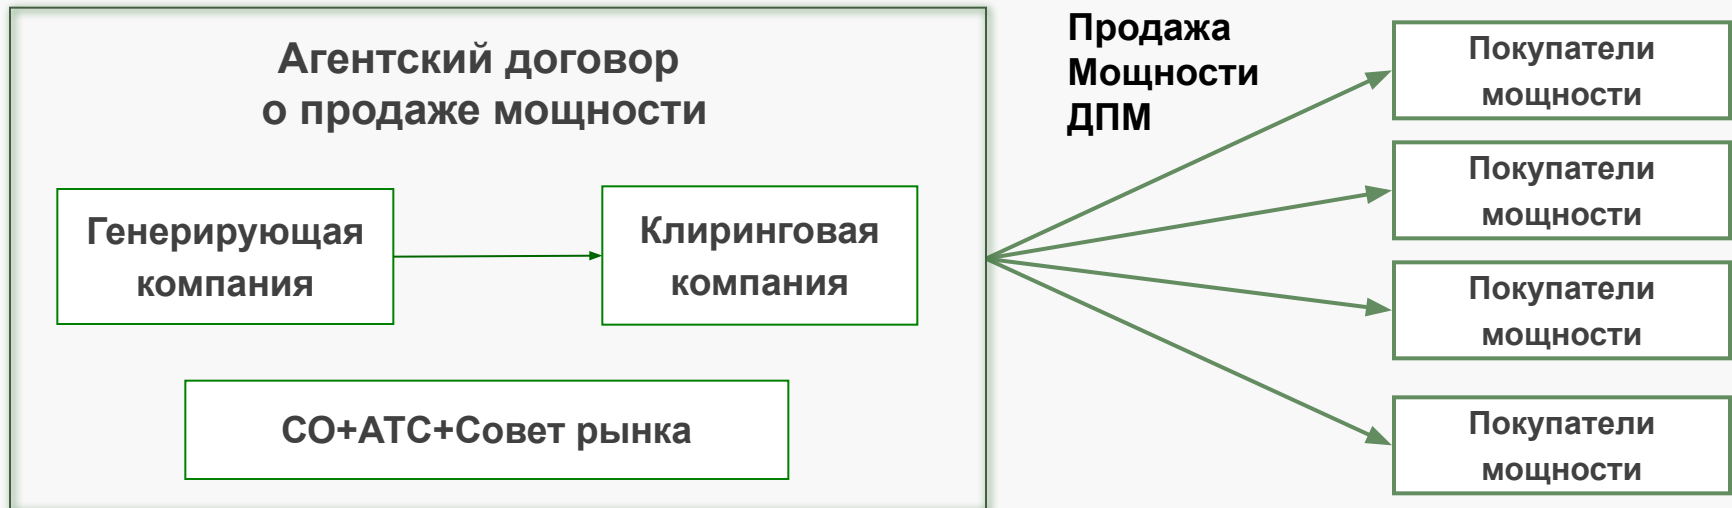 Агентский договор
о продаже мощности
Генерирующая
компания
Клиринговая
компания
СО+АТС+Совет рынка
Продажа
Мощности
ДПМ
Покупатели
мощности
Покупатели
мощности
Покупатели
мощности
Покупатели
мощности